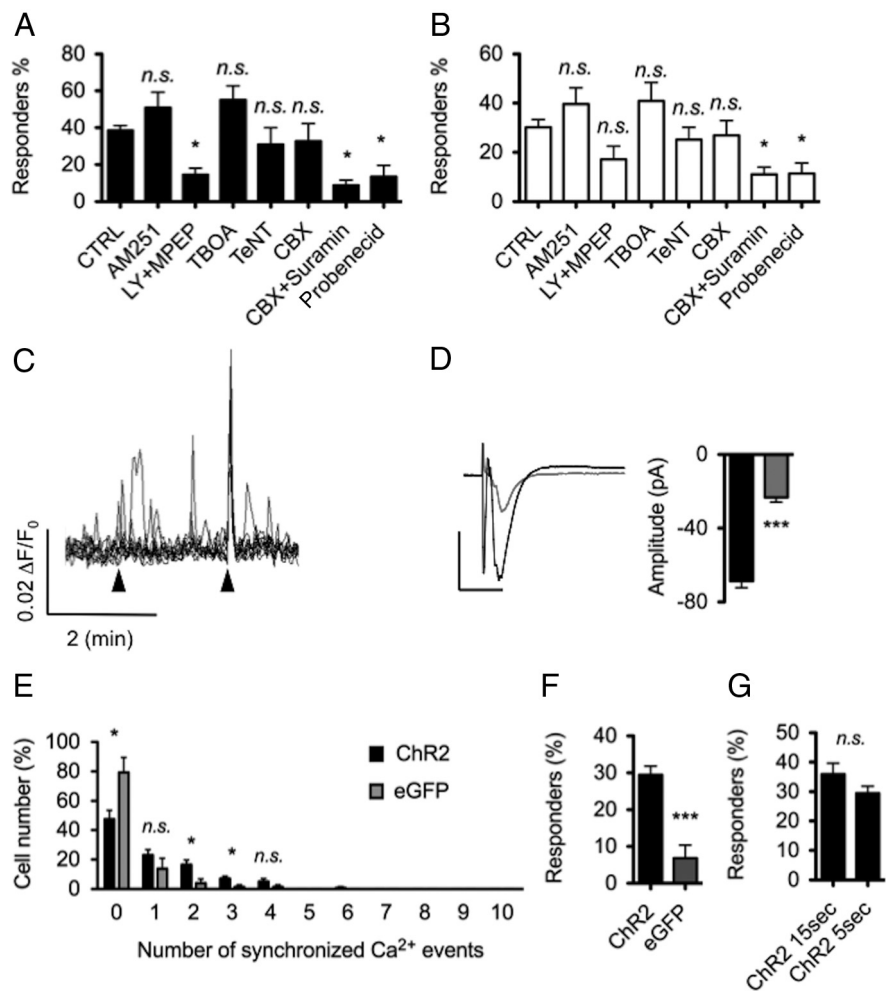 A
Responders %
80
60
40
20
0
n.s.
*
n.s.
n.s.
n.s.
*
*
CTRL
AM251
LY+MPEP
TBOA
TeNT
CBX
CBX+Suramin
Probenecid
B
Responders %
60
40
20
0
n.s.
n.s.
n.s.
n.s.
n.s.
*
*
CTRL
AM251
LY+MPEP
TBOA
TeNT
CBX
CBX+Suramin
Probenecid
C
0.02 ΔF/F0
2 (min)
D
Amplitude (pA)
0
-40
-80
***
E
Cell number (%)
100
80
60
40
20
0
*
n.s.
*
*
n.s.
ChR2
eGFP
0 1 2 3 4 5 6 7 8 9 10
Number of synchronized Ca2+ events
F
Responders (%)
40
30
20
10
0
***
ChR2
eGFP
G
Responders (%)
50
40
30
20
10
0
n.s.
ChR2 15sec
ChR2 5sec